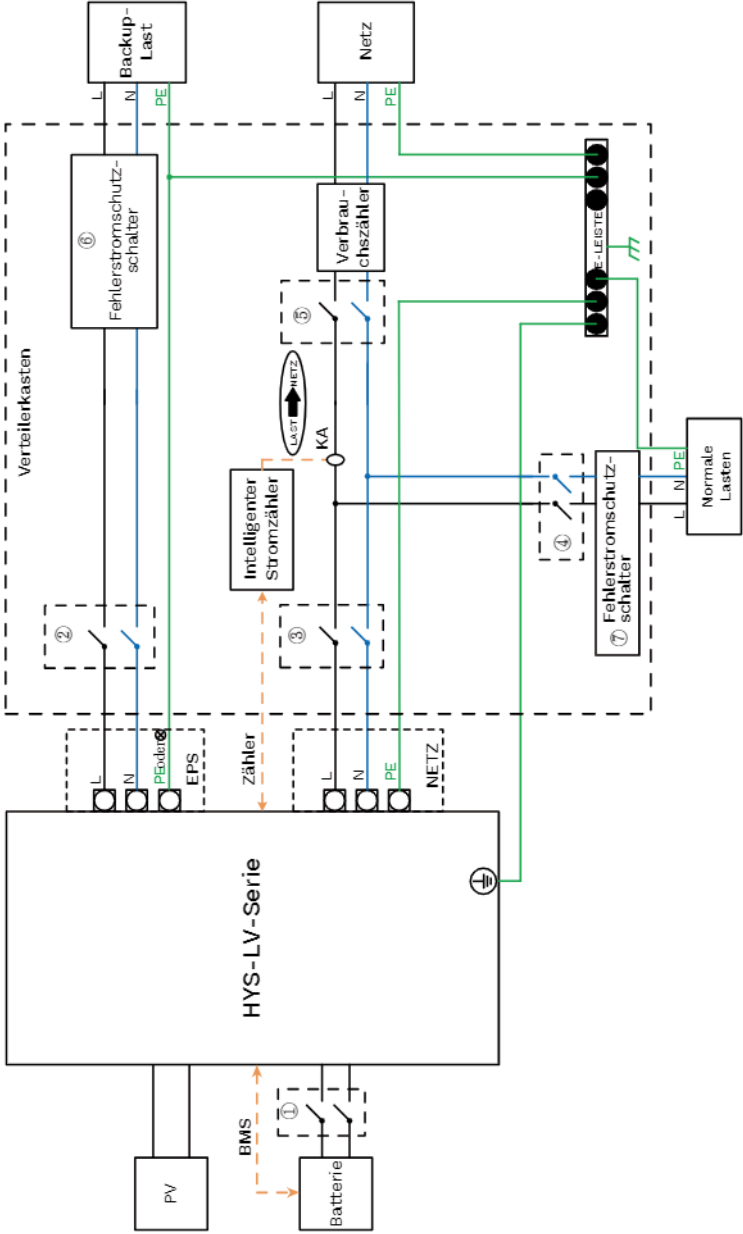 Backup-
Last
L
N
PE
Netz
L
N
PE
Verteilerkasten
⑥
Fehlerstromschutz-
schalter
Verbrau-
chszähler
⑤
LAST
NETZ
KA
Intelligenter
Stromzähler
②
③
④
⑦
Fehlerstromschutz-
schalter
E-LEISTE
L
N
PE
Normale
Lasten
L
N
PEoder⊗
EPS
Zähler
L
N
PE
NETZ
HYS-LV-Serie
PV
BMS
①
Batterie